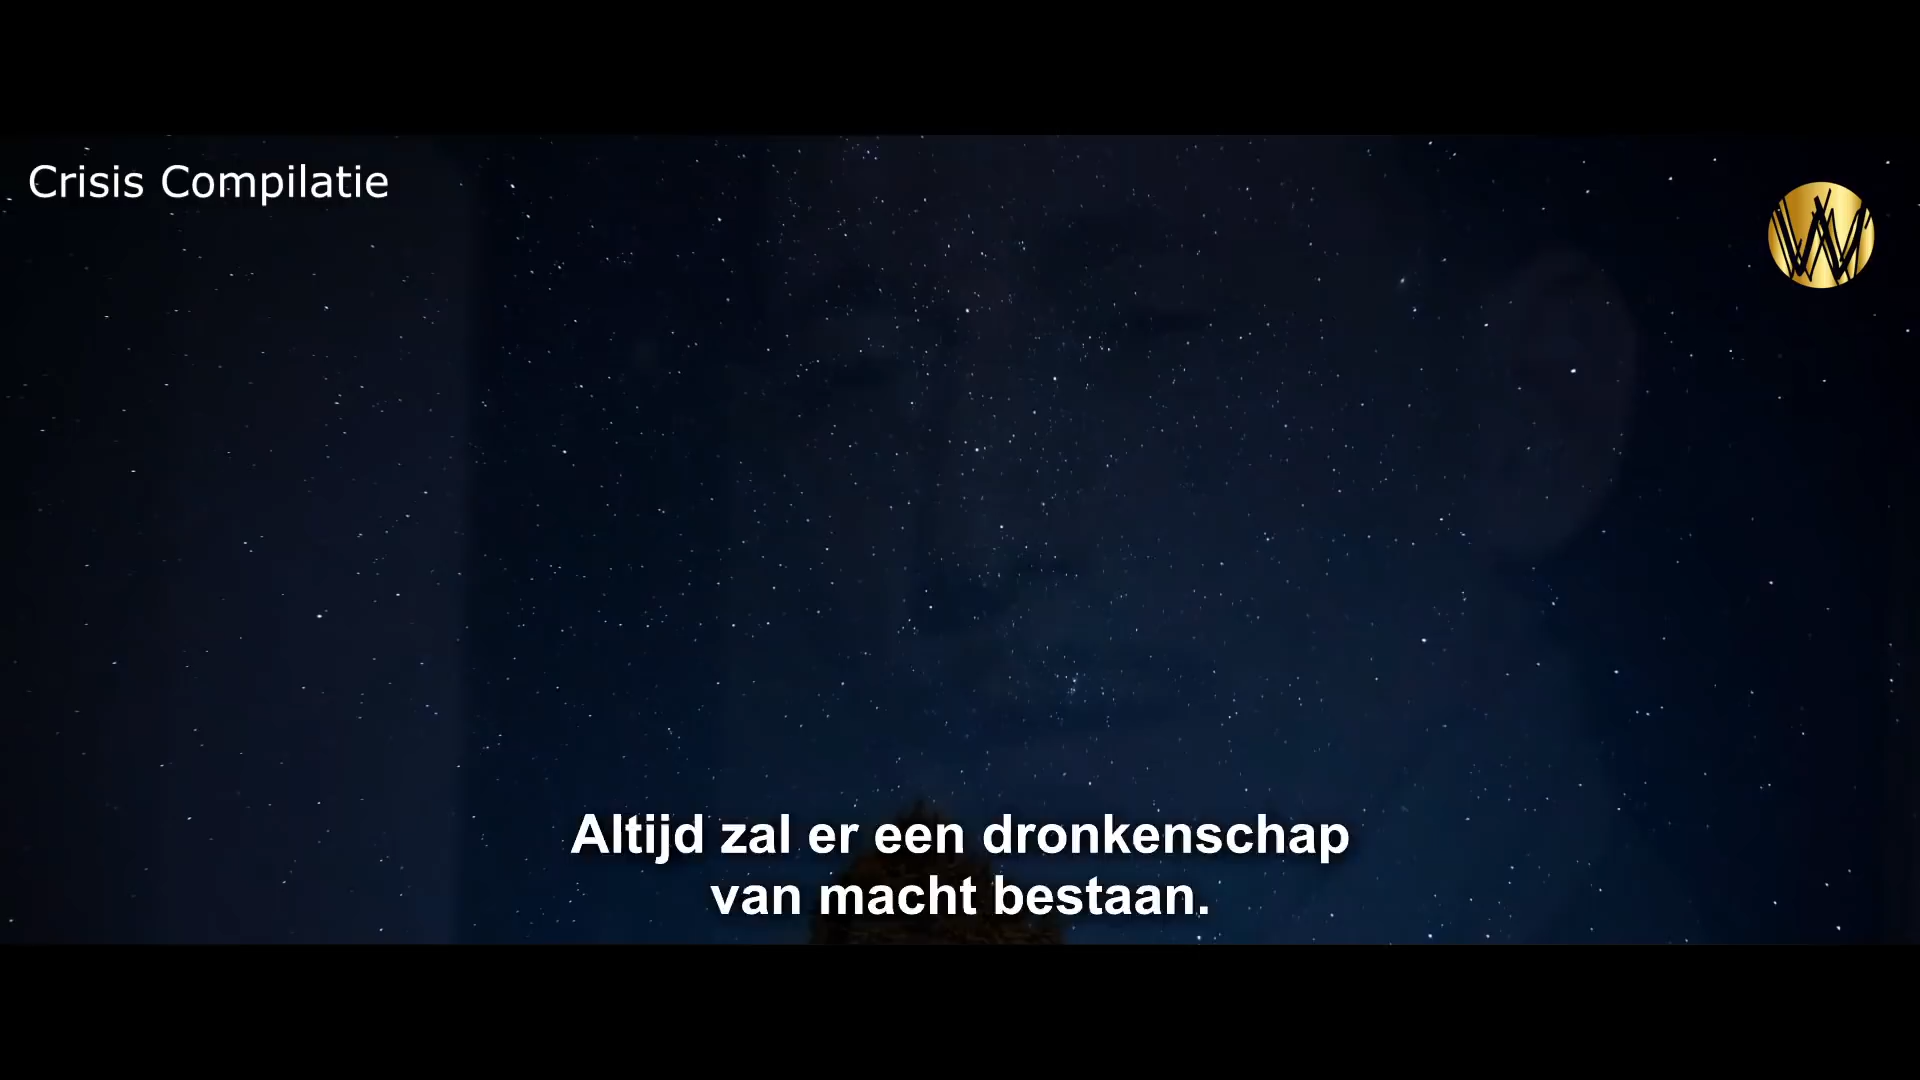 Crisis Compilatie
Altijd zal er een dronkenschap
van macht bestaan.